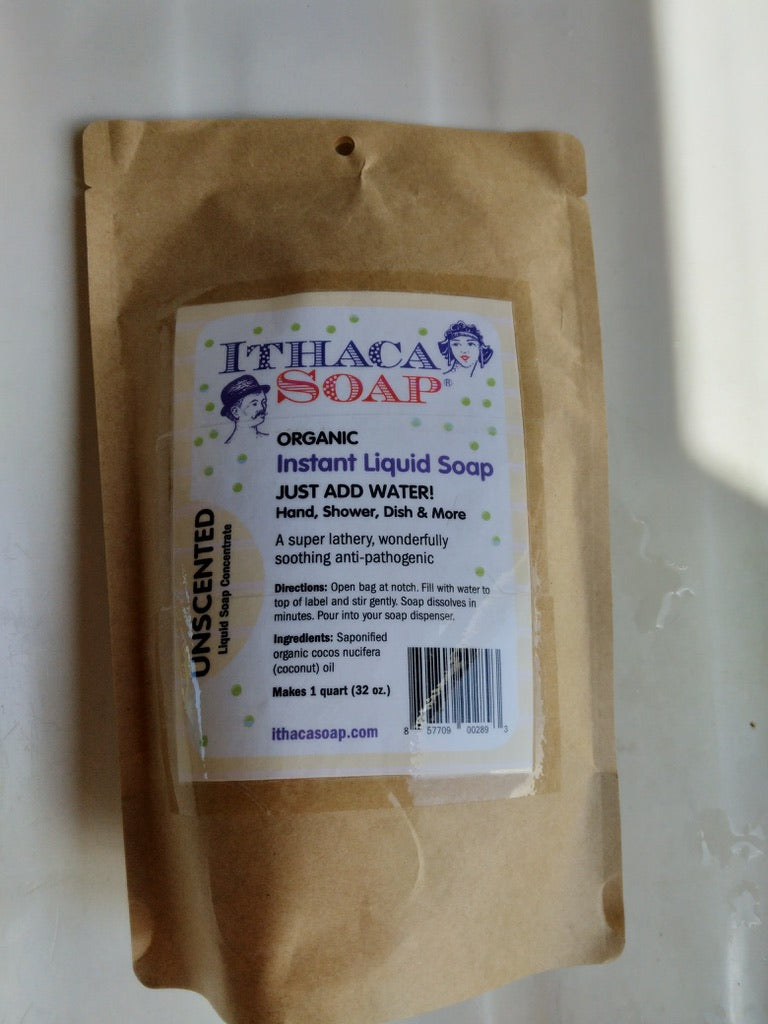 ITHACA
SOAP®
ORGANIC
Instant Liquid Soap
JUST ADD WATER!
Hand, Shower, Dish & More
A super lathery, wonderfully
soothing anti-pathogenic
UNSCENTED
Liquid Soap Concentrate
Directions: Open bag at notch. Fill with water to
top of label and stir gently. Soap dissolves in
minutes. Pour into your soap dispenser.
Ingredients: Saponified
organic cocos nucifera
(coconut) oil
Makes 1 quart (32 oz.)
ithacasoap.com
8 57709 00289 3